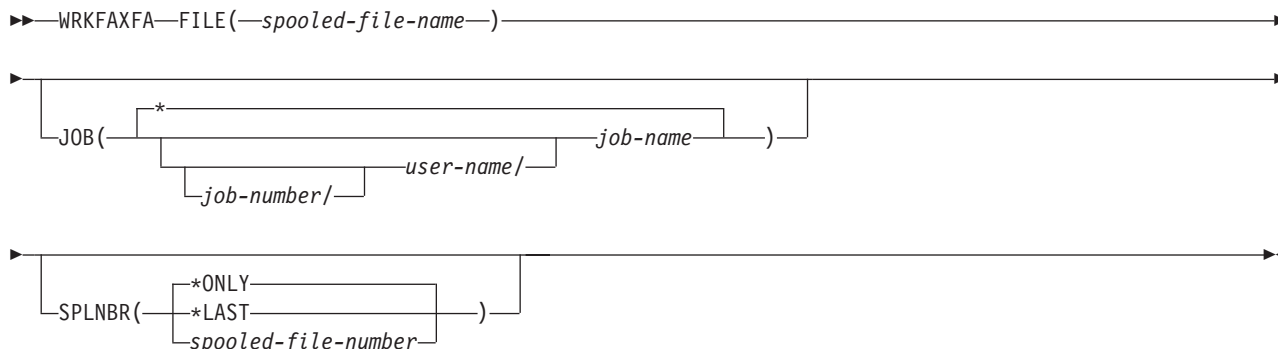 WRKFAXFA FILE( spooled-file-name )
*
JOB( job-name )
user-name/
job-number/
*ONLY
SPLNBR( *LAST )
spooled-file-number